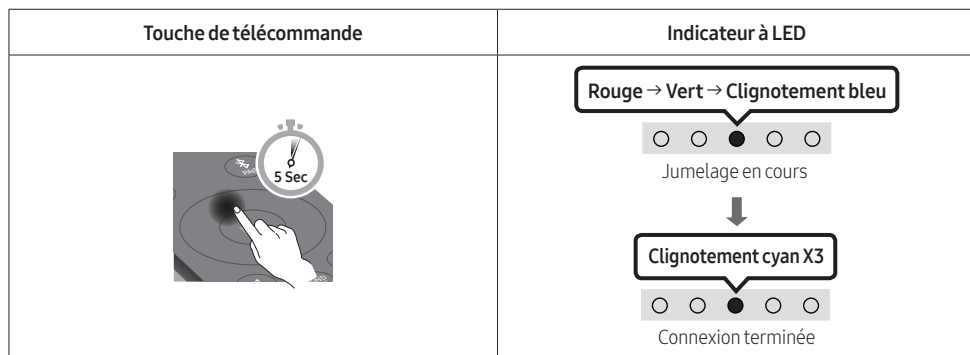 Touche de télécommande
Indicateur à LED
Rouge → Vert → Clignotement bleu
Jumelage en cours
5 Sec
Clignotement cyan X3
Connexion terminée